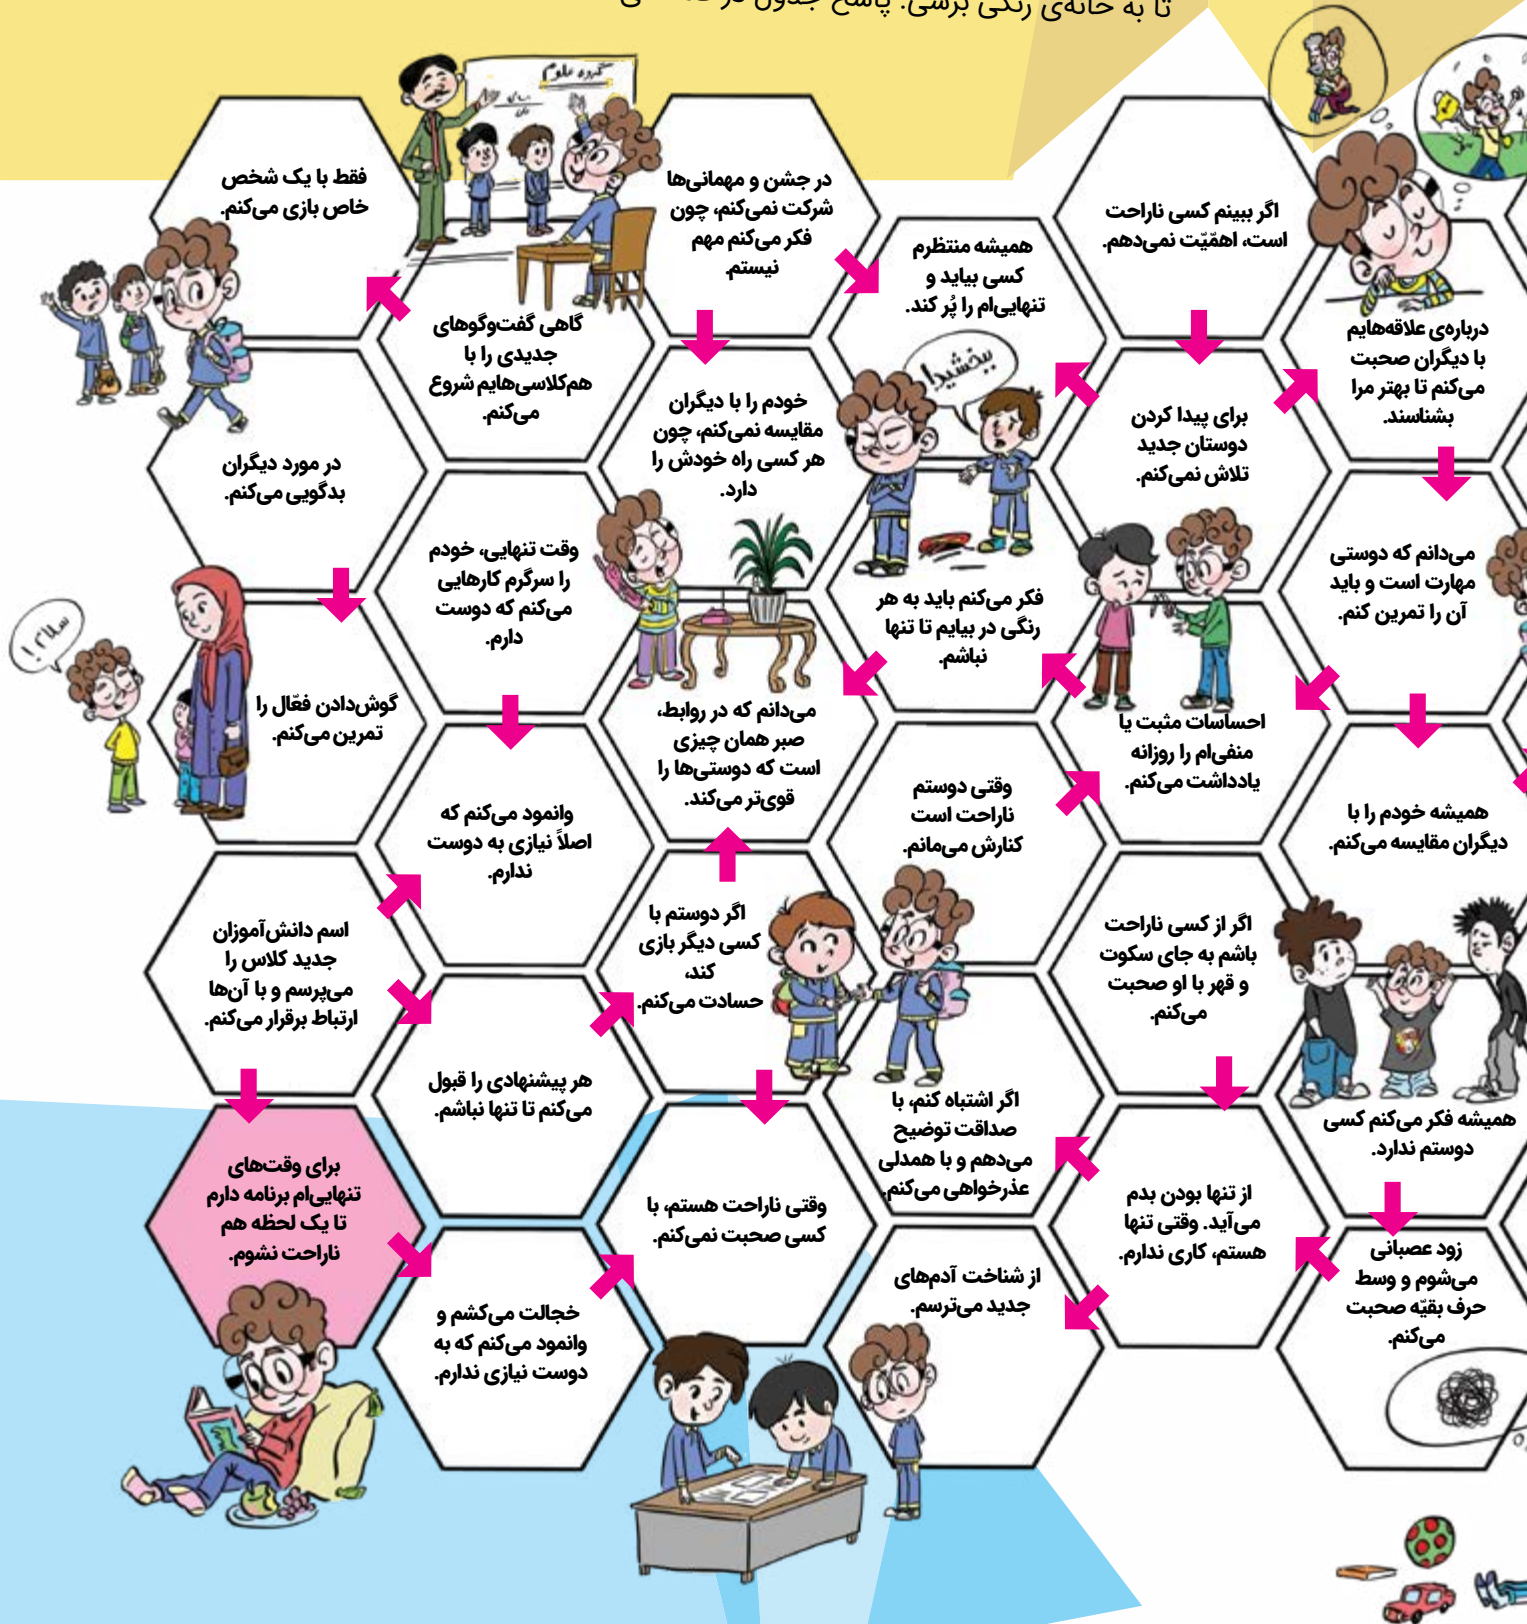 تا به خانه‌ی رنگی برسی. پاسخ جدول در
گروه علوم
سلام!
ببخشید!
درباره‌ی علاقه‌هایم
با دیگران صحبت
می‌کنم تا بهتر مرا
بشناسند.
می‌دانم که دوستی
مهارت است و باید
آن را تمرین کنم.
همیشه خودم را با
دیگران مقایسه می‌کنم.
همیشه فکر می‌کنم کسی
دوستم ندارد.
زود عصبانی
می‌شوم و وسط
حرف بقیّه صحبت
می‌کنم.
اگر ببینم کسی ناراحت
است، اهمّیّت نمی‌دهم.
برای پیدا کردن
دوستان جدید
تلاش نمی‌کنم.
احساسات مثبت یا
منفی‌ام را روزانه
یادداشت می‌کنم.
اگر از کسی ناراحت
باشم به جای سکوت
و قهر با او صحبت
می‌کنم.
از تنها بودن بدم
می‌آید. وقتی تنها
هستم، کاری ندارم.
همیشه منتظرم
کسی بیاید و
تنهایی‌ام را پُر کند.
فکر می‌کنم باید به هر
رنگی در بیایم تا تنها
نباشم.
وقتی دوستم
ناراحت است
کنارش می‌مانم.
اگر اشتباه کنم، با
صداقت توضیح
می‌دهم و با همدلی
عذرخواهی می‌کنم.
از شناخت آدم‌های
جدید می‌ترسم.
در جشن و مهمانی‌ها
شرکت نمی‌کنم، چون
فکر می‌کنم مهم
نیستم.
خودم را با دیگران
مقایسه نمی‌کنم، چون
هر کسی راه خودش را
دارد.
می‌دانم که در روابط،
صبر همان چیزی
است که دوستی‌ها را
قوی‌تر می‌کند.
اگر دوستم با
کسی دیگر بازی
کند،
حسادت می‌کنم.
وقتی ناراحت هستم، با
کسی صحبت نمی‌کنم.
گاهی گفت‌وگوهای
جدیدی را با
هم‌کلاسی‌هایم شروع
می‌کنم.
وقت تنهایی، خودم
را سرگرم کارهایی
می‌کنم که دوست
دارم.
وانمود می‌کنم که
اصلاً نیازی به دوست
ندارم.
هر پیشنهادی را قبول
می‌کنم تا تنها نباشم.
خجالت می‌کشم و
وانمود می‌کنم که به
دوست نیازی ندارم.
فقط با یک شخص
خاص بازی می‌کنم.
در مورد دیگران
بدگویی می‌کنم.
گوش‌دادن فعّال را
تمرین می‌کنم.
اسم دانش‌آموزان
جدید کلاس را
می‌پرسم و با آن‌ها
ارتباط برقرار می‌کنم.
برای وقت‌های
تنهایی‌ام برنامه دارم
تا یک لحظه هم
ناراحت نشوم.